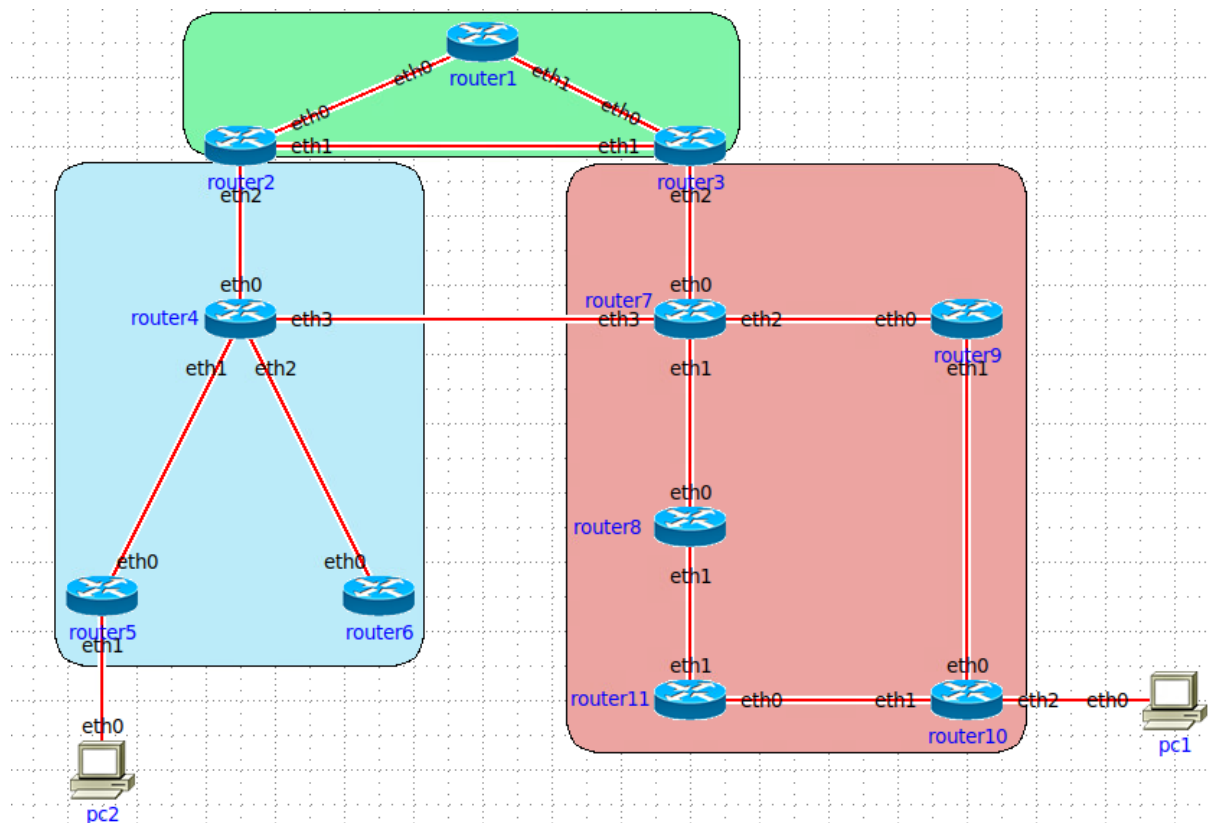 router1
eth0
eth1
eth0
eth0
eth1
eth1
router2
router3
eth2
eth2
eth0
eth0
router4
router7
eth3
eth3
eth2
eth0
router9
eth1
eth2
eth1
eth1
eth0
router8
eth0
eth0
eth1
router5
router6
eth1
eth1
eth0
router11
eth0
eth1
eth2
eth0
router10
pc1
eth0
pc2